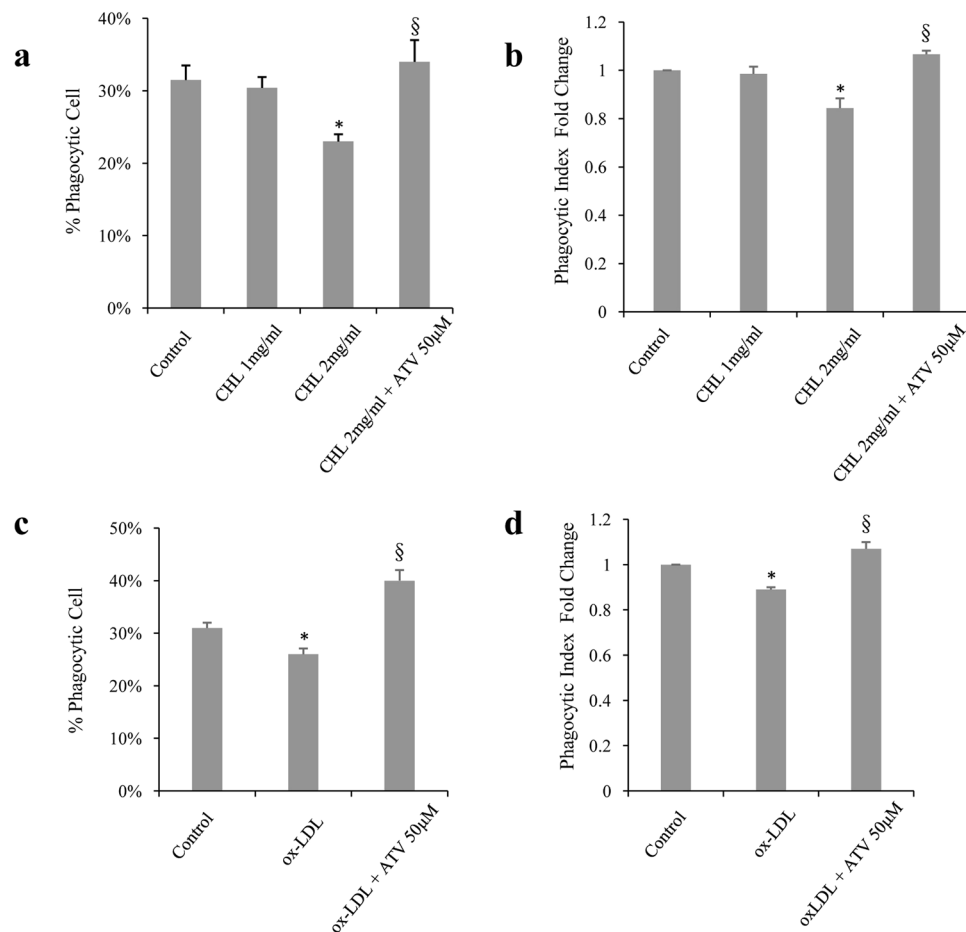 a
% Phagocytic Cell
40%
30%
20%
10%
0%
*
§
Control
CHL 1mg/ml
CHL 2mg/ml
CHL 2mg/ml + ATV 50µM
b
Phagocytic Index Fold Change
1.2
1
0.8
0.6
0.4
0.2
0
*
§
Control
CHL 1mg/ml
CHL 2mg/ml
CHL 2mg/ml + ATV 50µM
c
% Phagocytic Cell
50%
40%
30%
20%
10%
0%
*
§
Control
ox-LDL
ox-LDL + ATV 50µM
d
Phagocytic Index Fold Change
1.2
1
0.8
0.6
0.4
0.2
0
*
§
Control
ox-LDL
oxLDL + ATV 50µM